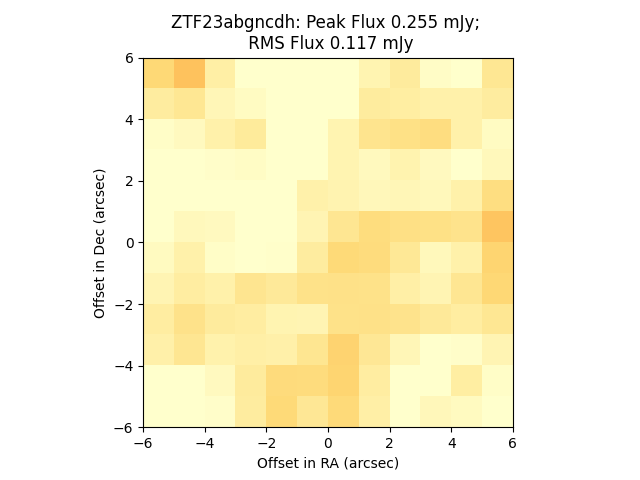 ZTF23abgncdh: Peak Flux 0.255 mJy;
RMS Flux 0.117 mJy
6
4
2
0
−2
−4
−6
Offset in Dec (arcsec)
−6 −4 −2 0 2 4 6
Offset in RA (arcsec)